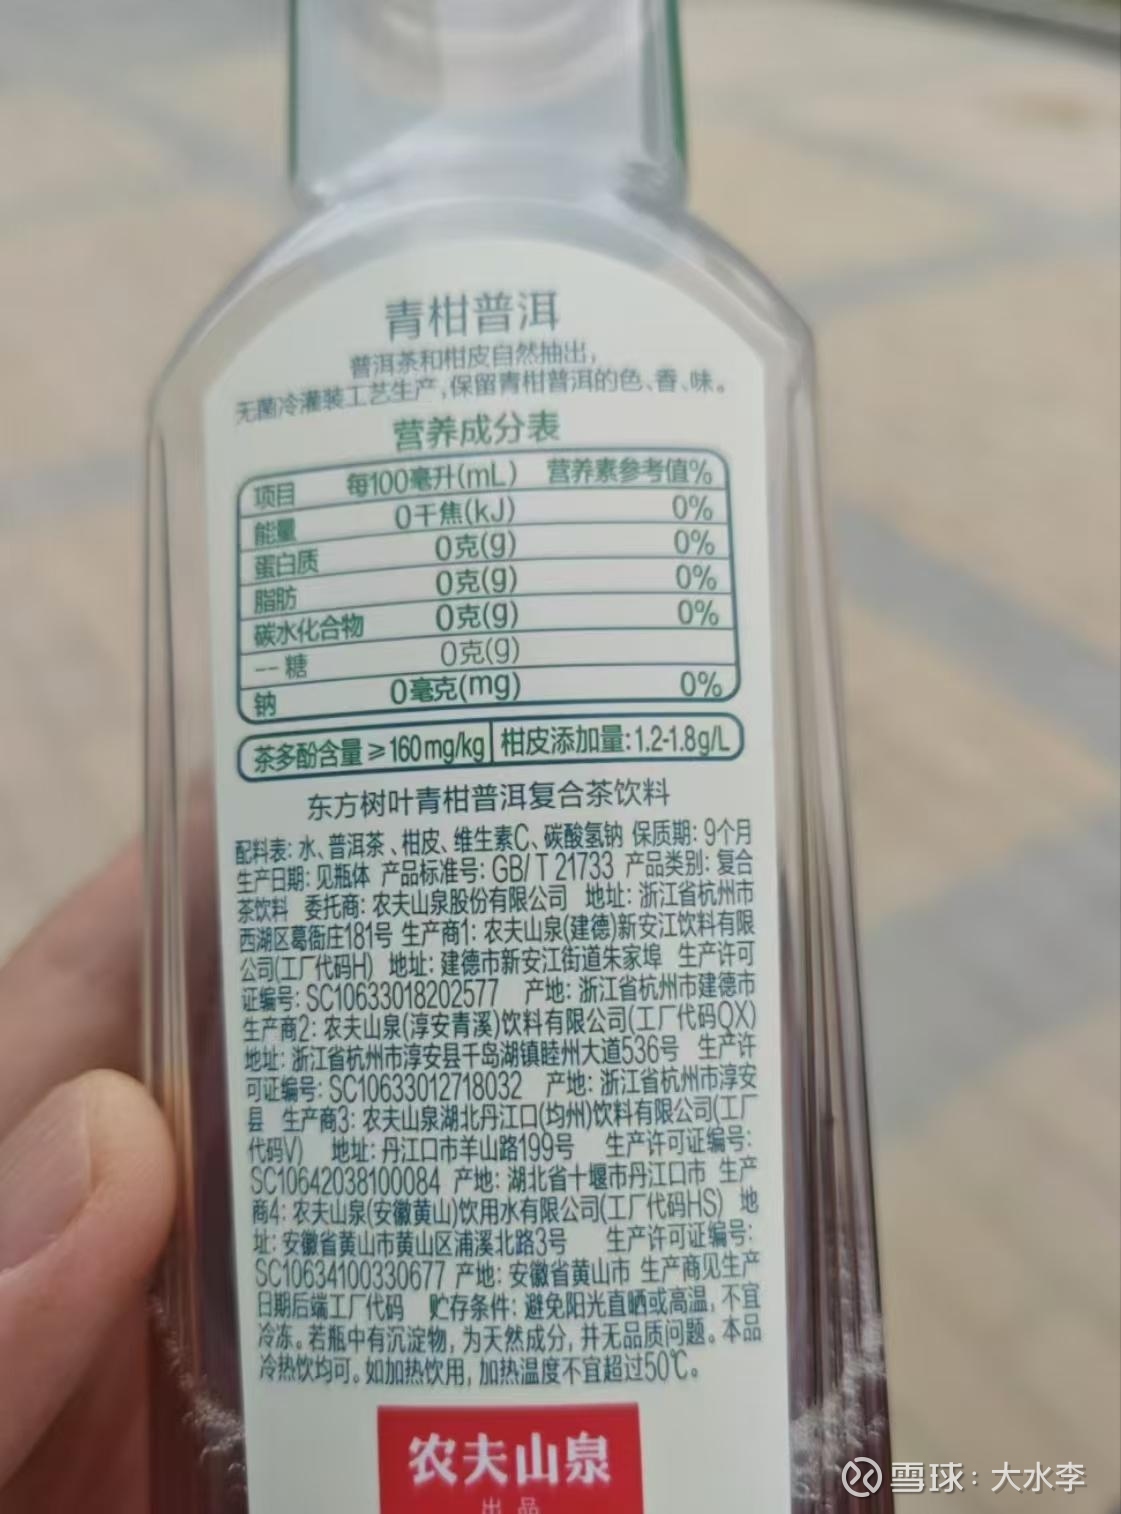 青柑普洱
普洱茶和柑皮自然抽出，
无菌冷灌装工艺生产，保留青柑普洱的色、香、味。
营养成分表
项目 每100毫升(mL) 营养素参考值%
能量 0千焦(kJ) 0%
蛋白质 0克(g) 0%
脂肪 0克(g) 0%
碳水化合物 0克(g) 0%
--糖 0克(g)
钠 0毫克(mg) 0%
茶多酚含量≥160mg/kg 柑皮添加量:1.2-1.8g/L
东方树叶青柑普洱复合茶饮料
配料表: 水、普洱茶、柑皮、维生素C、碳酸氢钠 保质期: 9个月
生产日期: 见瓶体 产品标准号: GB/T 21733 产品类别: 复合
茶饮料 委托商: 农夫山泉股份有限公司 地址: 浙江省杭州市
西湖区葛衙庄181号 生产商1: 农夫山泉(建德)新安江饮料有限
公司(工厂代码H) 地址: 建德市新安江街道朱家埠 生产许可
证编号: SC10633018202577 产地: 浙江省杭州市建德市
生产商2: 农夫山泉(淳安青溪)饮料有限公司(工厂代码QX)
地址: 浙江省杭州市淳安县千岛湖镇睦州大道536号 生产许
可证编号: SC10633012718032 产地: 浙江省杭州市淳安
县 生产商3: 农夫山泉湖北丹江口(均州)饮料有限公司(工厂
代码V) 地址: 丹江口市羊山路199号 生产许可证编号:
SC10642038100084 产地: 湖北省十堰市丹江口市 生产
商4: 农夫山泉(安徽黄山)饮用水有限公司(工厂代码HS) 地
址: 安徽省黄山市黄山区浦溪北路3号 生产许可证编号:
SC10634100330677 产地: 安徽省黄山市 生产商见生产
日期后端工厂代码 贮存条件: 避免阳光直晒或高温，不宜
冷冻。若瓶中有沉淀物，为天然成分，并无品质问题。本品
冷热饮均可。如加热饮用，加热温度不宜超过50℃。
农夫山泉
出品
雪球：大水李